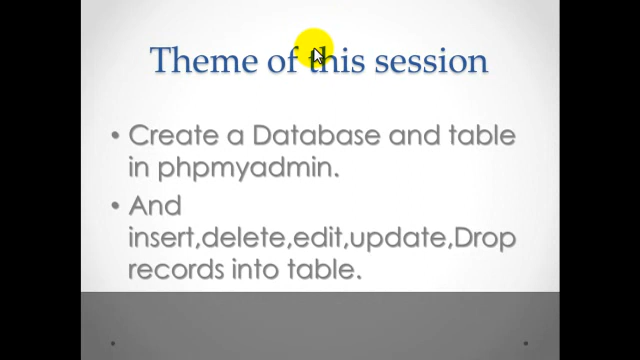 Theme of this session
• Create a Database and table
in phpmyadmin.
• And
insert,delete,edit,update,Drop
records into table.